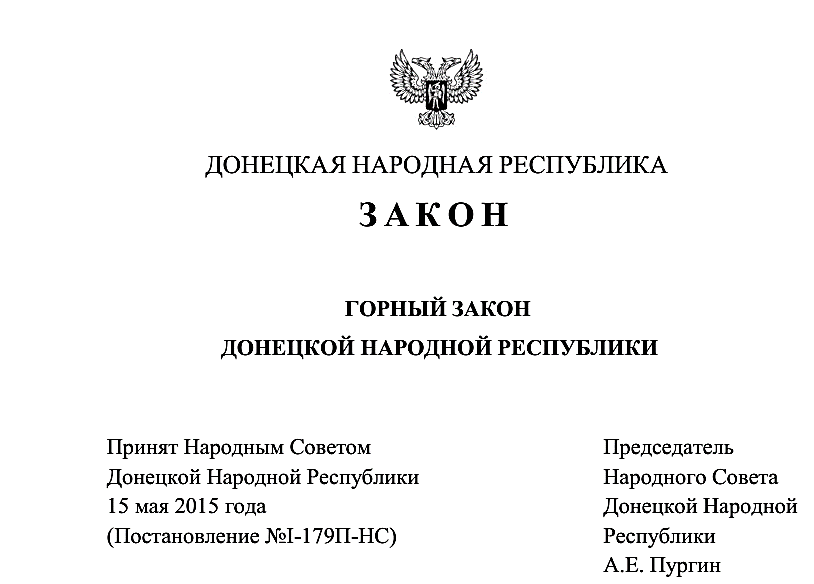 ДОНЕЦКАЯ НАРОДНАЯ РЕСПУБЛИКА
ЗАКОН
ГОРНЫЙ ЗАКОН
ДОНЕЦКОЙ НАРОДНОЙ РЕСПУБЛИКИ
Принят Народным Советом
Донецкой Народной Республики
15 мая 2015 года
(Постановление №I-179П-НС)
Председатель
Народного Совета
Донецкой Народной
Республики
А.Е. Пургин